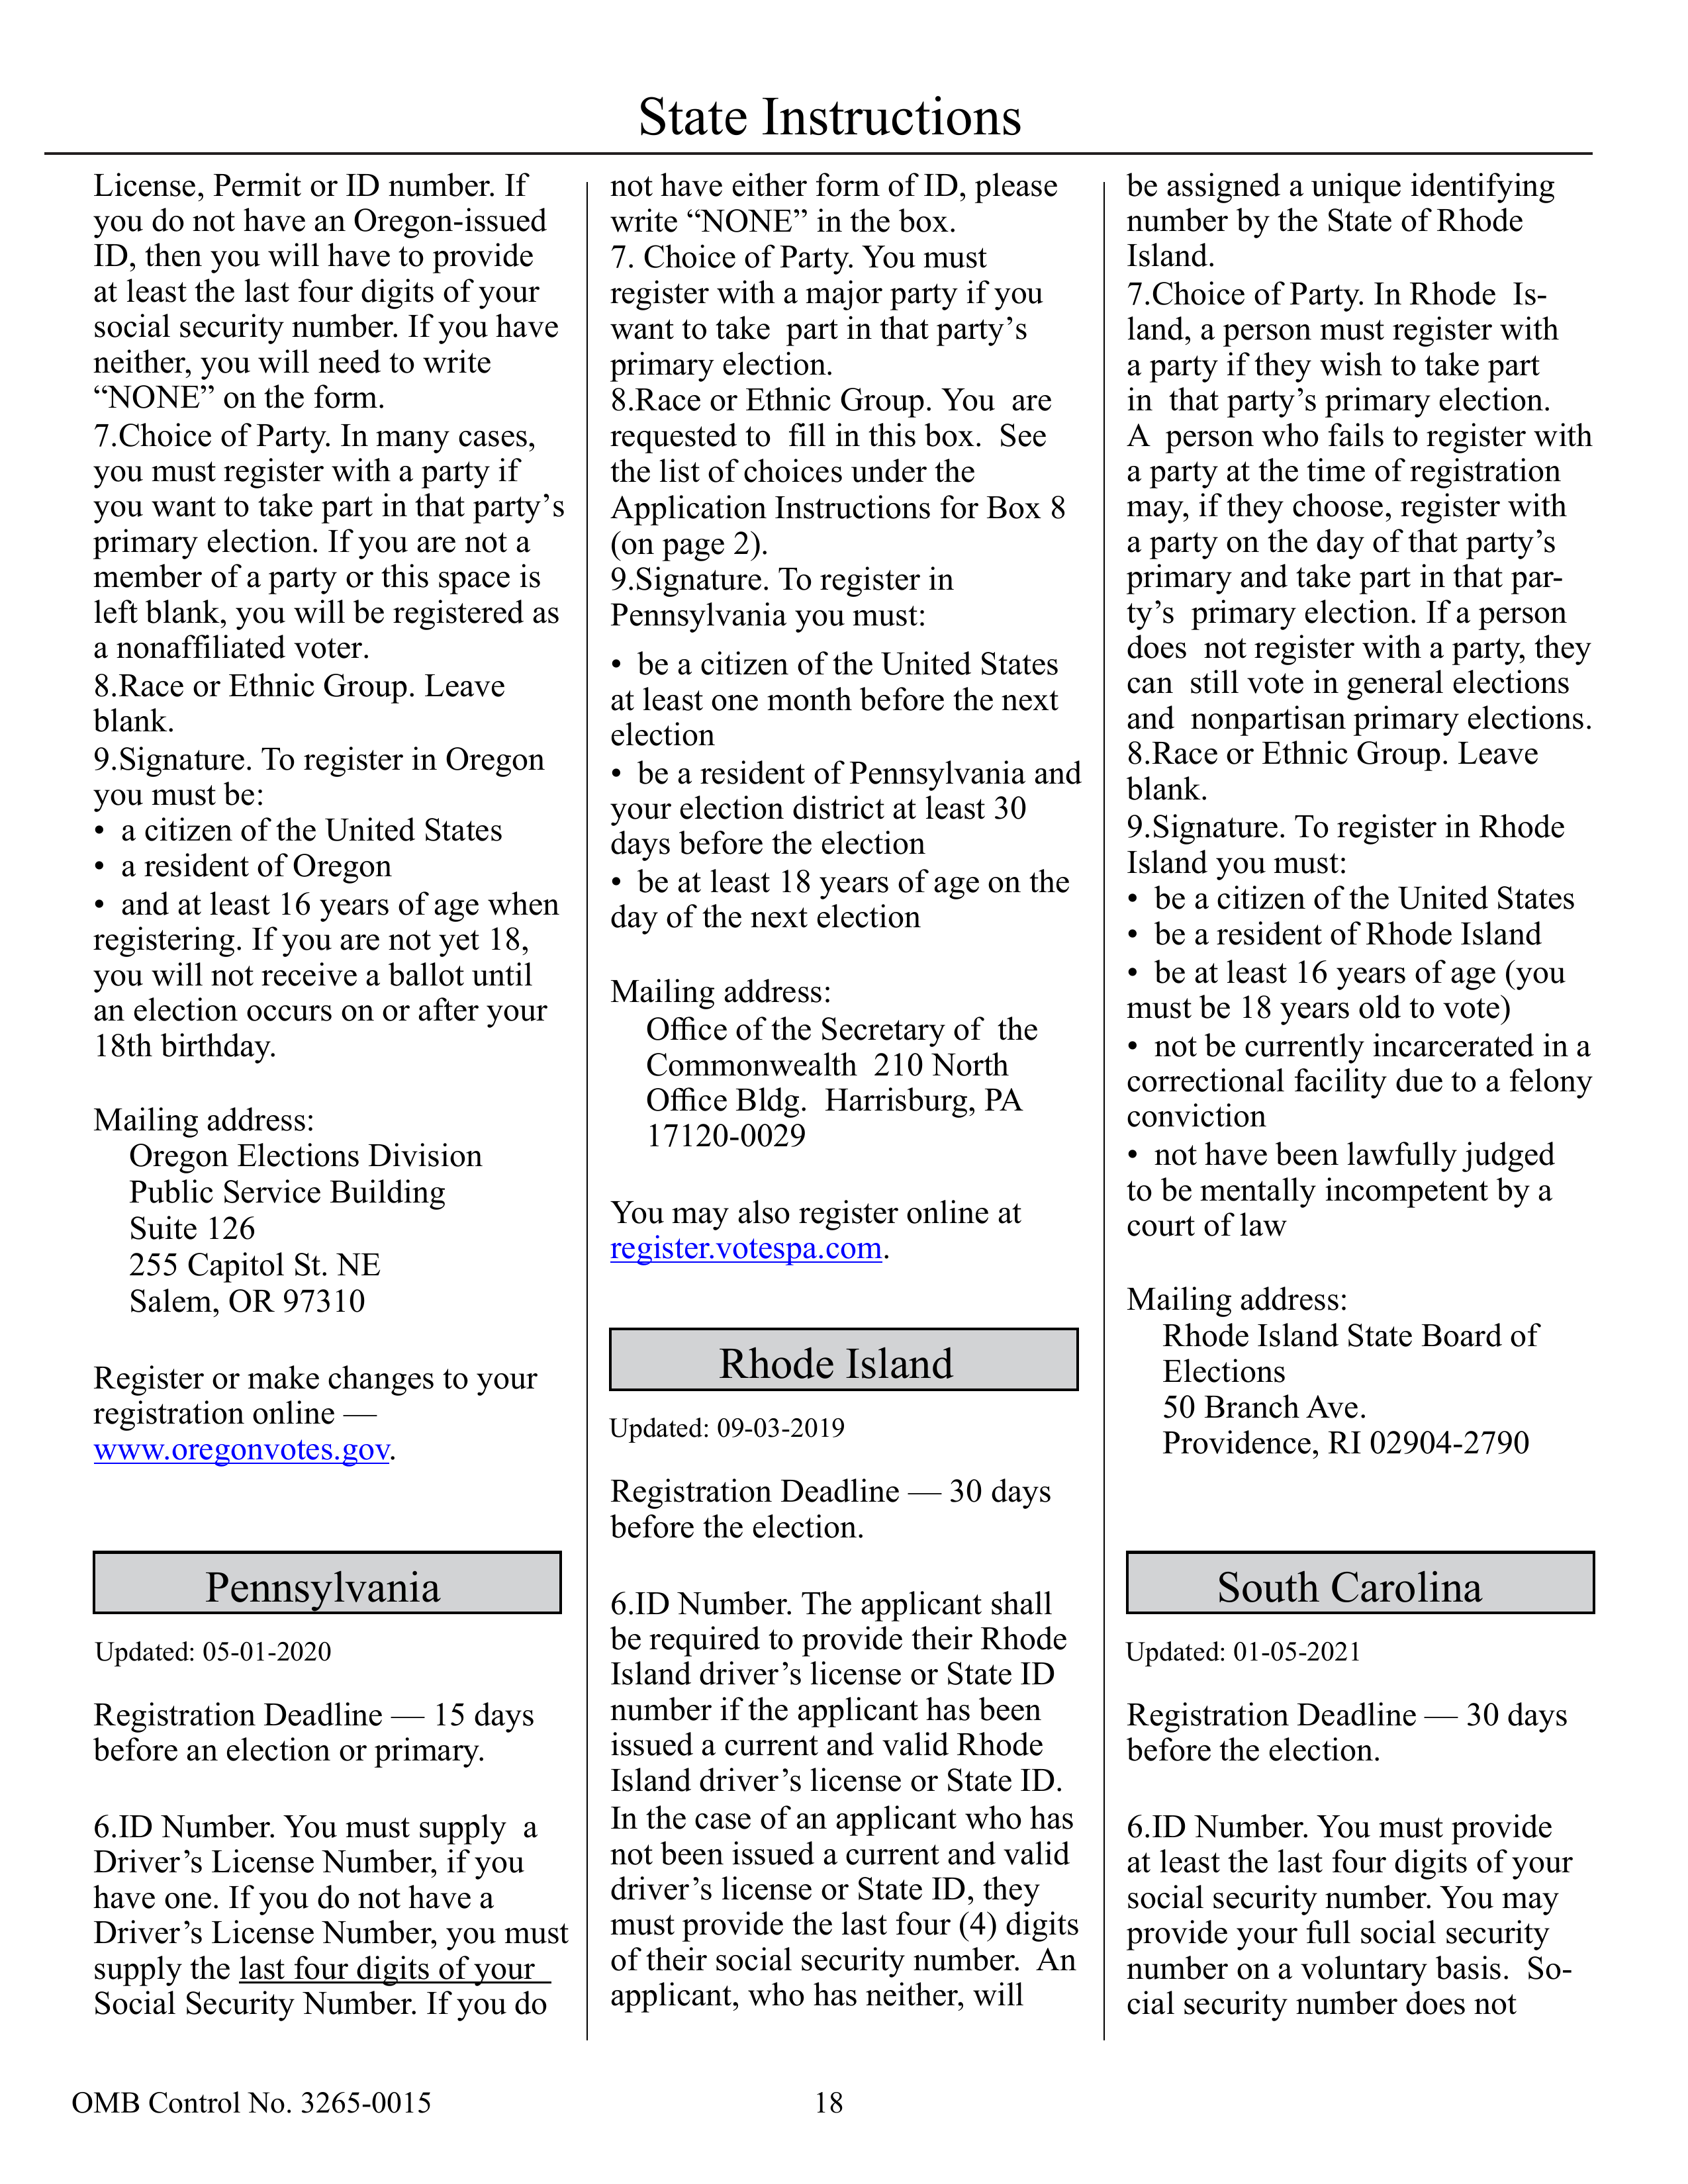 State Instructions
License, Permit or ID number. If
you do not have an Oregon-issued
ID, then you will have to provide
at least the last four digits of your
social security number. If you have
neither, you will need to write
“NONE” on the form.
7.Choice of Party. In many cases,
you must register with a party if
you want to take part in that party’s
primary election. If you are not a
member of a party or this space is
left blank, you will be registered as
a nonaffiliated voter.
8.Race or Ethnic Group. Leave
blank.
9.Signature. To register in Oregon
you must be:
• a citizen of the United States
• a resident of Oregon
• and at least 16 years of age when
registering. If you are not yet 18,
you will not receive a ballot until
an election occurs on or after your
18th birthday.
Mailing address:
Oregon Elections Division
Public Service Building
Suite 126
255 Capitol St. NE
Salem, OR 97310
Register or make changes to your
registration online —
www.oregonvotes.gov.
Pennsylvania
Updated: 05-01-2020
Registration Deadline — 15 days
before an election or primary.
6.ID Number. You must supply a
Driver’s License Number, if you
have one. If you do not have a
Driver’s License Number, you must
supply the last four digits of your
Social Security Number. If you do
not have either form of ID, please
write “NONE” in the box.
7. Choice of Party. You must
register with a major party if you
want to take part in that party’s
primary election.
8.Race or Ethnic Group. You are
requested to fill in this box. See
the list of choices under the
Application Instructions for Box 8
(on page 2).
9.Signature. To register in
Pennsylvania you must:
• be a citizen of the United States
at least one month before the next
election
• be a resident of Pennsylvania and
your election district at least 30
days before the election
• be at least 18 years of age on the
day of the next election
Mailing address:
Office of the Secretary of the
Commonwealth 210 North
Office Bldg. Harrisburg, PA
17120-0029
You may also register online at
register.votespa.com.
Rhode Island
Updated: 09-03-2019
Registration Deadline — 30 days
before the election.
6.ID Number. The applicant shall
be required to provide their Rhode
Island driver’s license or State ID
number if the applicant has been
issued a current and valid Rhode
Island driver’s license or State ID.
In the case of an applicant who has
not been issued a current and valid
driver’s license or State ID, they
must provide the last four (4) digits
of their social security number. An
applicant, who has neither, will
be assigned a unique identifying
number by the State of Rhode
Island.
7.Choice of Party. In Rhode Is-
land, a person must register with
a party if they wish to take part
in that party’s primary election.
A person who fails to register with
a party at the time of registration
may, if they choose, register with
a party on the day of that party’s
primary and take part in that par-
ty’s primary election. If a person
does not register with a party, they
can still vote in general elections
and nonpartisan primary elections.
8.Race or Ethnic Group. Leave
blank.
9.Signature. To register in Rhode
Island you must:
• be a citizen of the United States
• be a resident of Rhode Island
• be at least 16 years of age (you
must be 18 years old to vote)
• not be currently incarcerated in a
correctional facility due to a felony
conviction
• not have been lawfully judged
to be mentally incompetent by a
court of law
Mailing address:
Rhode Island State Board of
Elections
50 Branch Ave.
Providence, RI 02904-2790
South Carolina
Updated: 01-05-2021
Registration Deadline — 30 days
before the election.
6.ID Number. You must provide
at least the last four digits of your
social security number. You may
provide your full social security
number on a voluntary basis. So-
cial security number does not
OMB Control No. 3265-0015
18